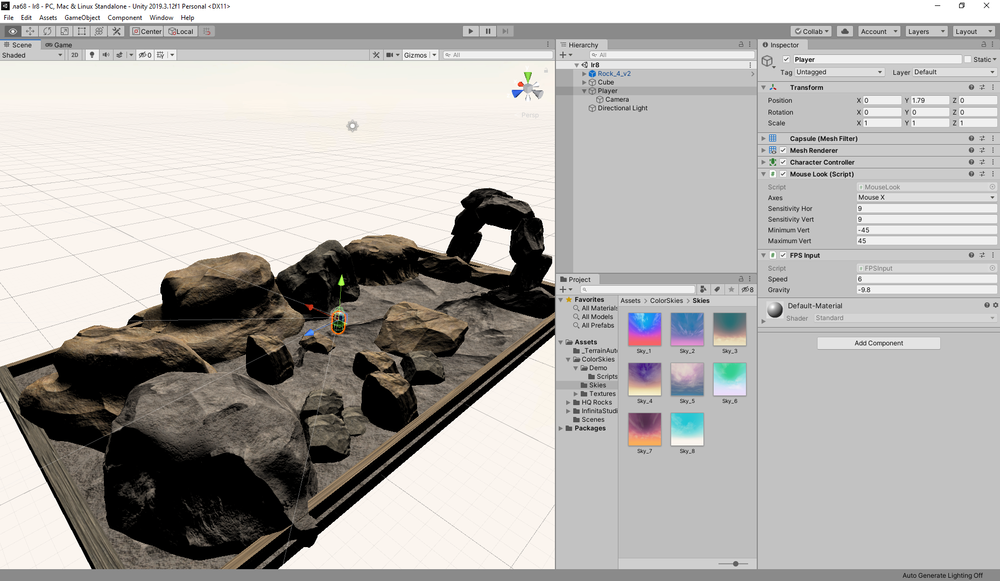 ла68 - lr8 - PC, Mac & Linux Standalone - Unity 2019.3.12f1 Personal <DX11>
File Edit Assets GameObject Component Window Help
Center Local
Collab Account Layers Layout
Scene Game
Shaded 2D 0 Gizmos All
Persp
Hierarchy
All
lr8
Rock_4_v2
Cube
Player
Camera
Directional Light
Project
8
Favorites
All Materials
All Models
All Prefabs
Assets
_TerrainAuto
ColorSkies
Demo
Scripts
Skies
Textures
HQ Rocks
InfinitaStudi
Scenes
Packages
Assets > ColorSkies > Skies
Sky_1 Sky_2 Sky_3
Sky_4 Sky_5 Sky_6
Sky_7 Sky_8
Inspector
Player Static
Tag Untagged Layer Default
Transform
Position X 0 Y 1.79 Z 0
Rotation X 0 Y 0 Z 0
Scale X 1 Y 1 Z 1
Capsule (Mesh Filter)
Mesh Renderer
Character Controller
# Mouse Look (Script)
Script MouseLook
Axes Mouse X
Sensitivity Hor 9
Sensitivity Vert 9
Minimum Vert -45
Maximum Vert 45
# FPS Input
Script FPSInput
Speed 6
Gravity -9.8
Default-Material
Shader Standard
Add Component
Auto Generate Lighting Off